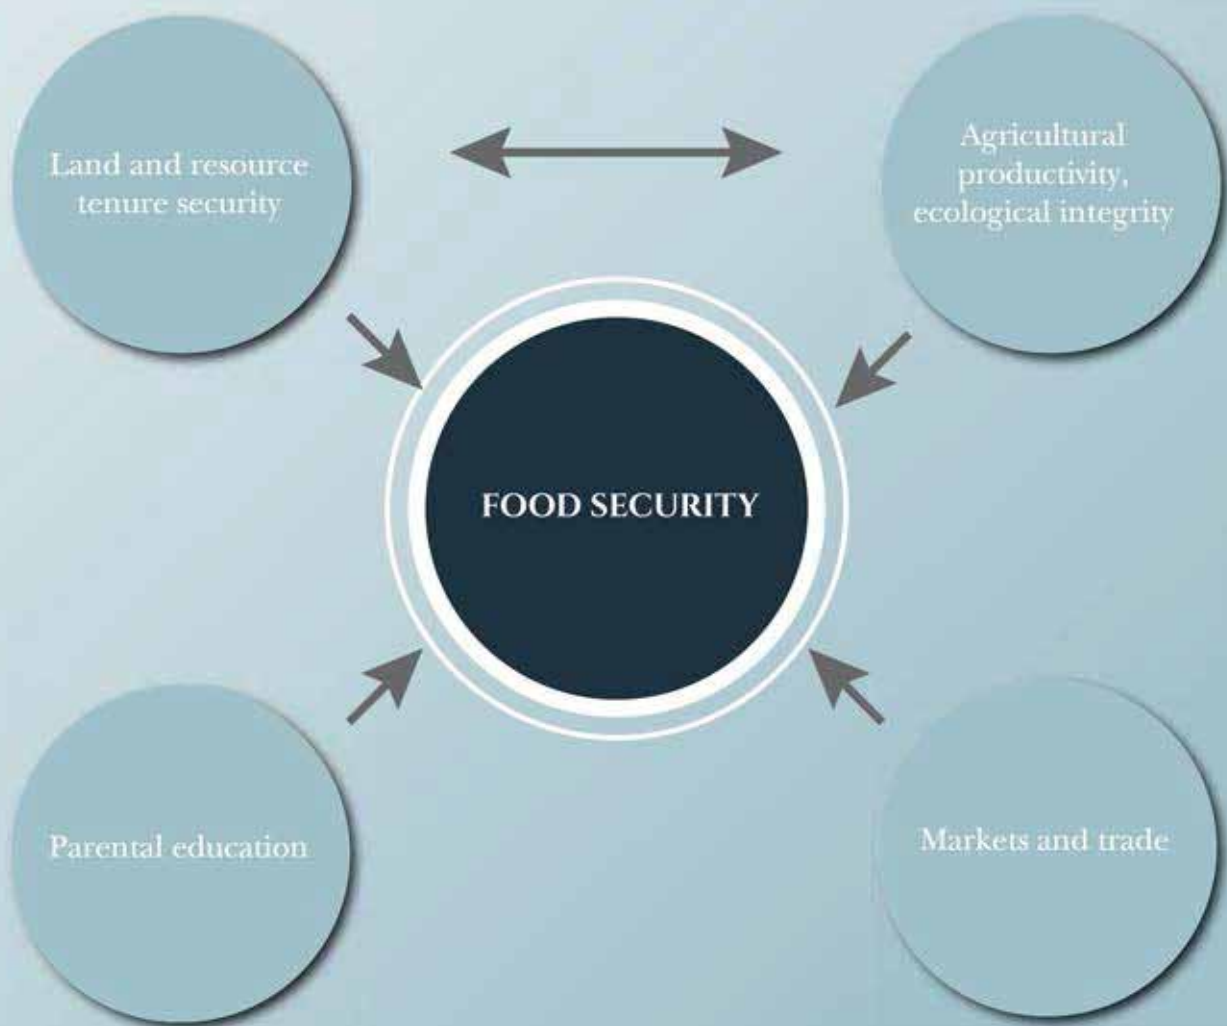 Land and resource
tenure security
Agricultural
productivity,
ecological integrity
FOOD SECURITY
Parental education
Markets and trade